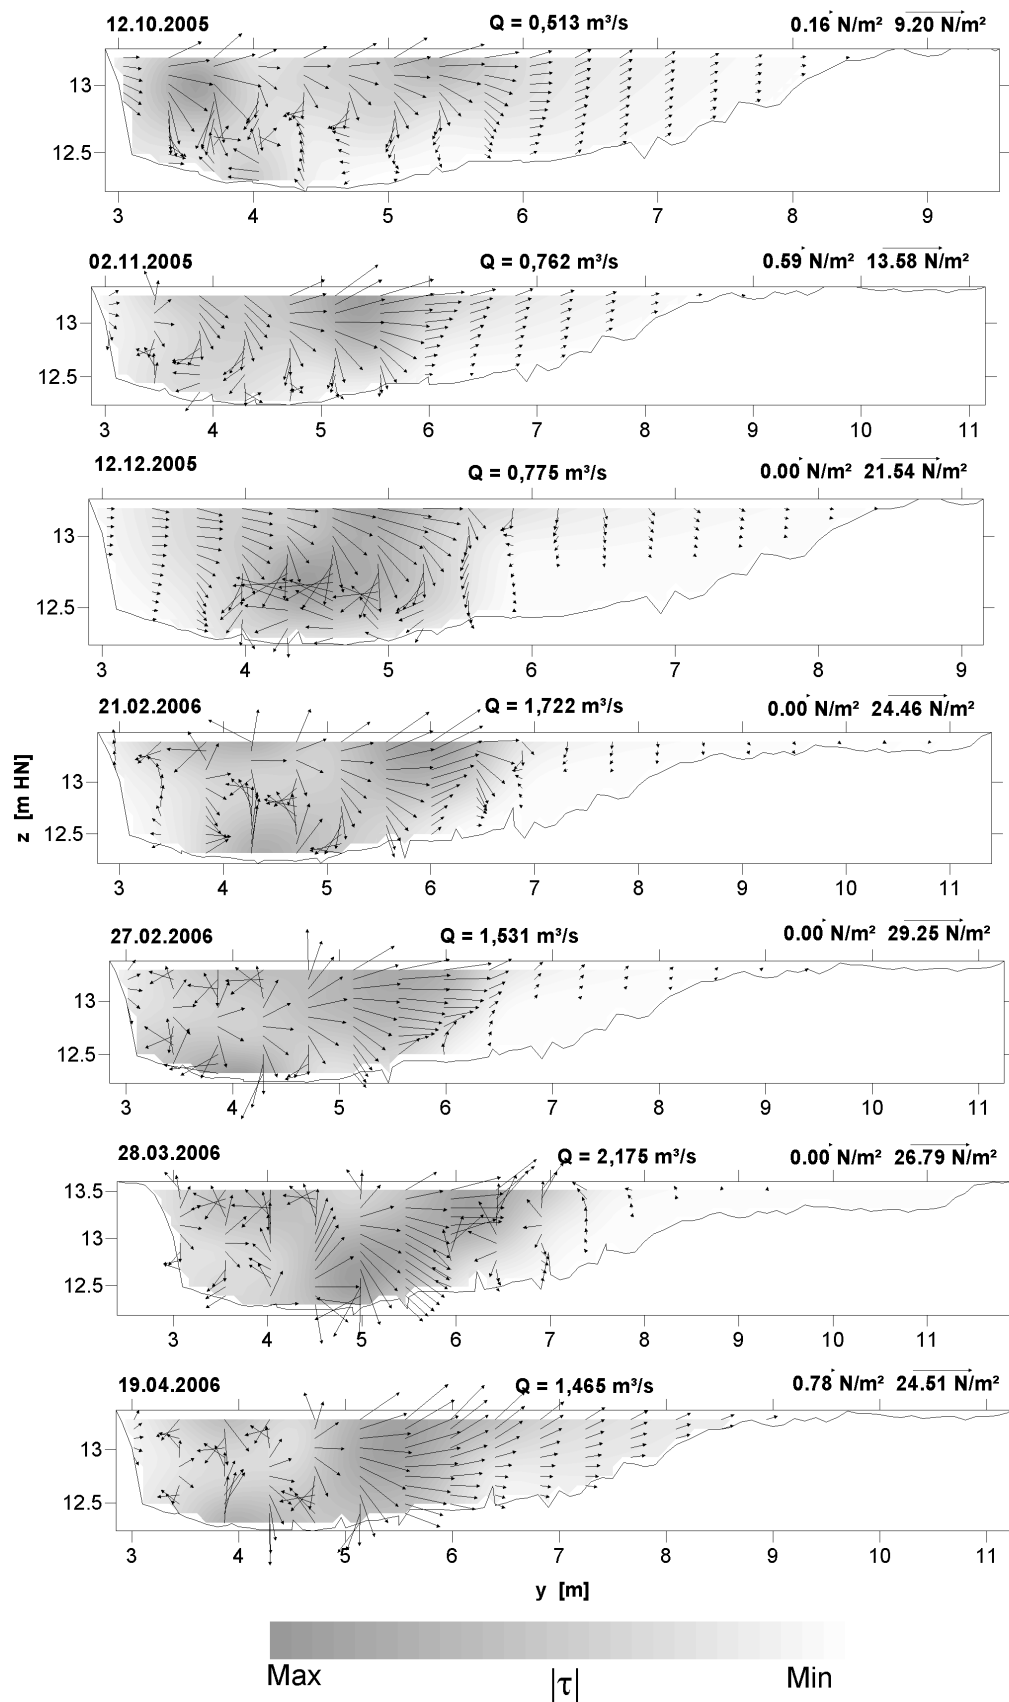 12.10.2005 Q = 0,513 m³/s 0.16 N/m² 9.20 N/m²
13
12.5
3 4 5 6 7 8 9
02.11.2005 Q = 0,762 m³/s 0.59 N/m² 13.58 N/m²
13
12.5
3 4 5 6 7 8 9 10 11
12.12.2005 Q = 0,775 m³/s 0.00 N/m² 21.54 N/m²
13
12.5
3 4 5 6 7 8 9
21.02.2006 Q = 1,722 m³/s 0.00 N/m² 24.46 N/m²
z [m HN]
13
12.5
3 4 5 6 7 8 9 10 11
27.02.2006 Q = 1,531 m³/s 0.00 N/m² 29.25 N/m²
13
12.5
3 4 5 6 7 8 9 10 11
28.03.2006 Q = 2,175 m³/s 0.00 N/m² 26.79 N/m²
13.5
13
12.5
3 4 5 6 7 8 9 10 11
19.04.2006 Q = 1,465 m³/s 0.78 N/m² 24.51 N/m²
13
12.5
3 4 5 6 7 8 9 10 11
y [m]
Max |τ| Min